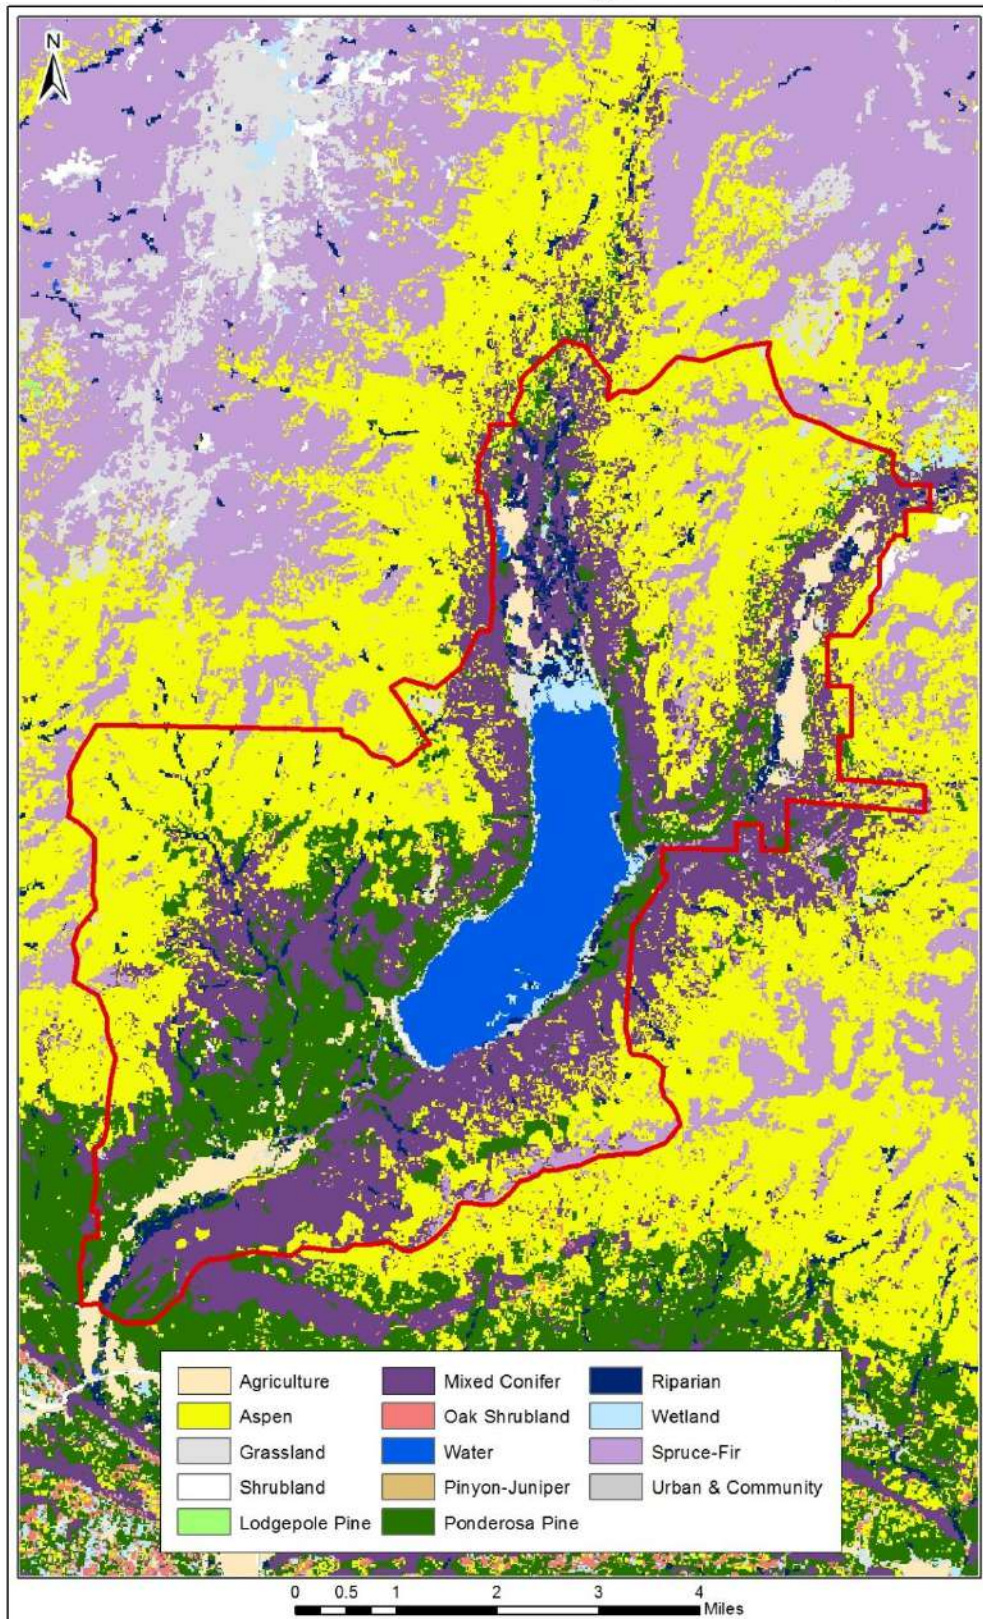 N
Agriculture Mixed Conifer Riparian
Aspen Oak Shrubland Wetland
Grassland Water Spruce-Fir
Shrubland Pinyon-Juniper Urban & Community
Lodgepole Pine Ponderosa Pine
0 0.5 1 2 3 4
Miles